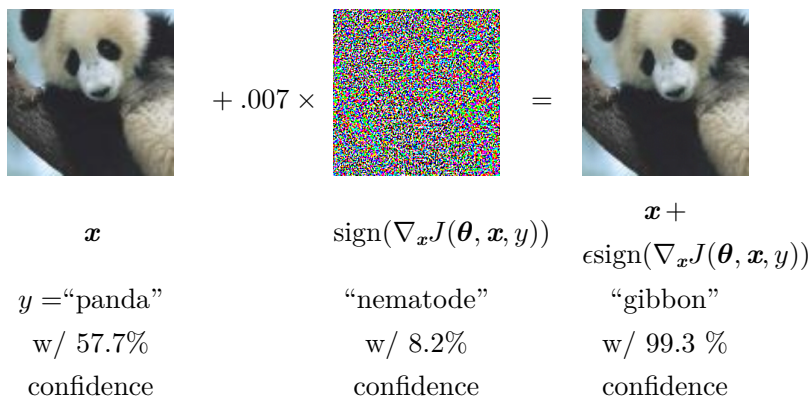 + .007 × =
x
sign(∇ₓJ(θ, x, y))
x +
ϵsign(∇ₓJ(θ, x, y))
y =“panda” “nematode” “gibbon”
w/ 57.7% w/ 8.2% w/ 99.3 %
confidence confidence confidence